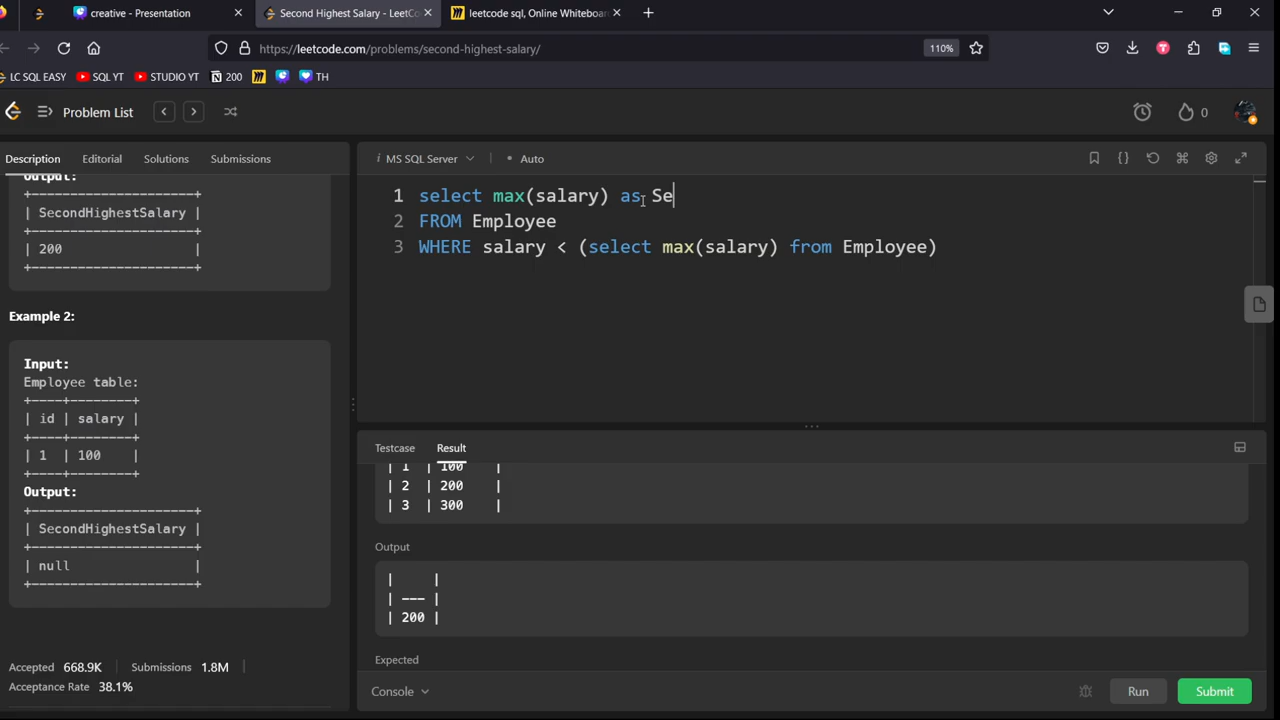 creative - Presentation
Second Highest Salary - LeetCo
leetcode sql, Online Whiteboar
https://leetcode.com/problems/second-highest-salary/
110%
LC SQL EASY
SQL YT
STUDIO YT
200
TH
Problem List
0
Description
Editorial
Solutions
Submissions
i MS SQL Server
• Auto
Output:
+--------------------+
| SecondHighestSalary |
+--------------------+
| 200 |
+--------------------+
Example 2:
Input:
Employee table:
+----+--------+
| id | salary |
+----+--------+
| 1 | 100 |
+----+--------+
Output:
+--------------------+
| SecondHighestSalary |
+--------------------+
| null |
+--------------------+
Accepted 668.9K
Submissions 1.8M
Acceptance Rate 38.1%
1 select max(salary) as Se
2 FROM Employee
3 WHERE salary < (select max(salary) from Employee)
Testcase
Result
| 1 | 100 |
| 2 | 200 |
| 3 | 300 |
Output
| |
| --- |
| 200 |
Expected
Console
Run
Submit